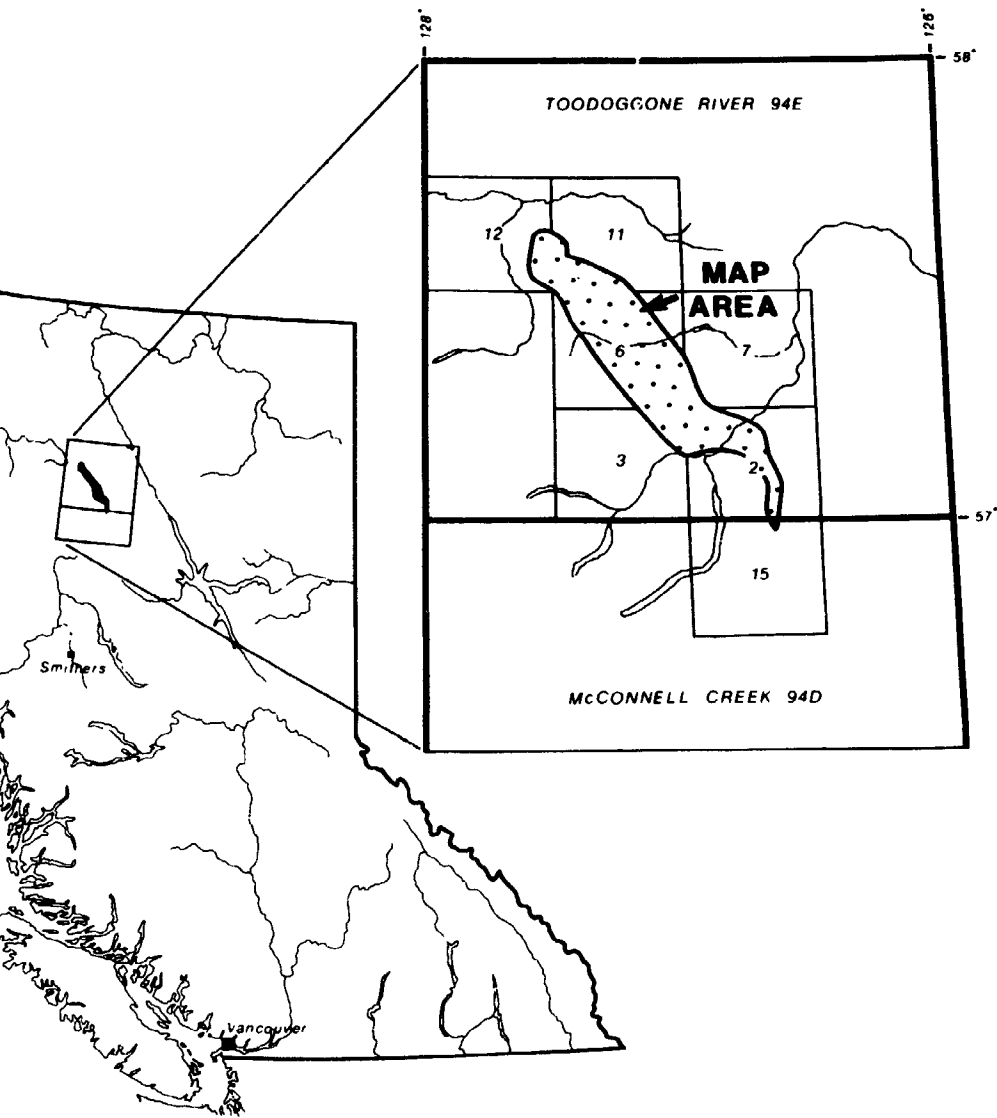 128°
126°
58°
TOODOGGONE RIVER 94E
12
11
MAP
AREA
6
7
3
2
57°
15
McCONNELL CREEK 94D
Smithers
Vancouver